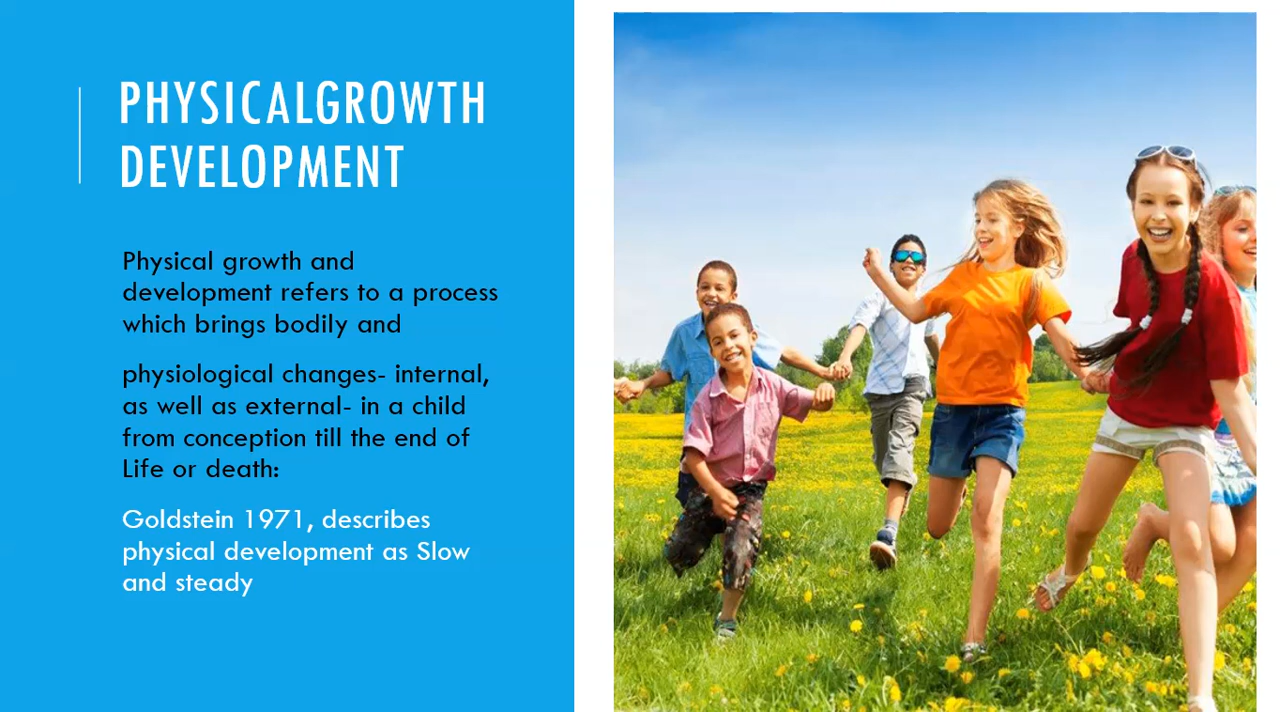 PHYSICALGROWTH
DEVELOPMENT
Physical growth and
development refers to a process
which brings bodily and
physiological changes- internal,
as well as external- in a child
from conception till the end of
Life or death:
Goldstein 1971, describes
physical development as Slow
and steady